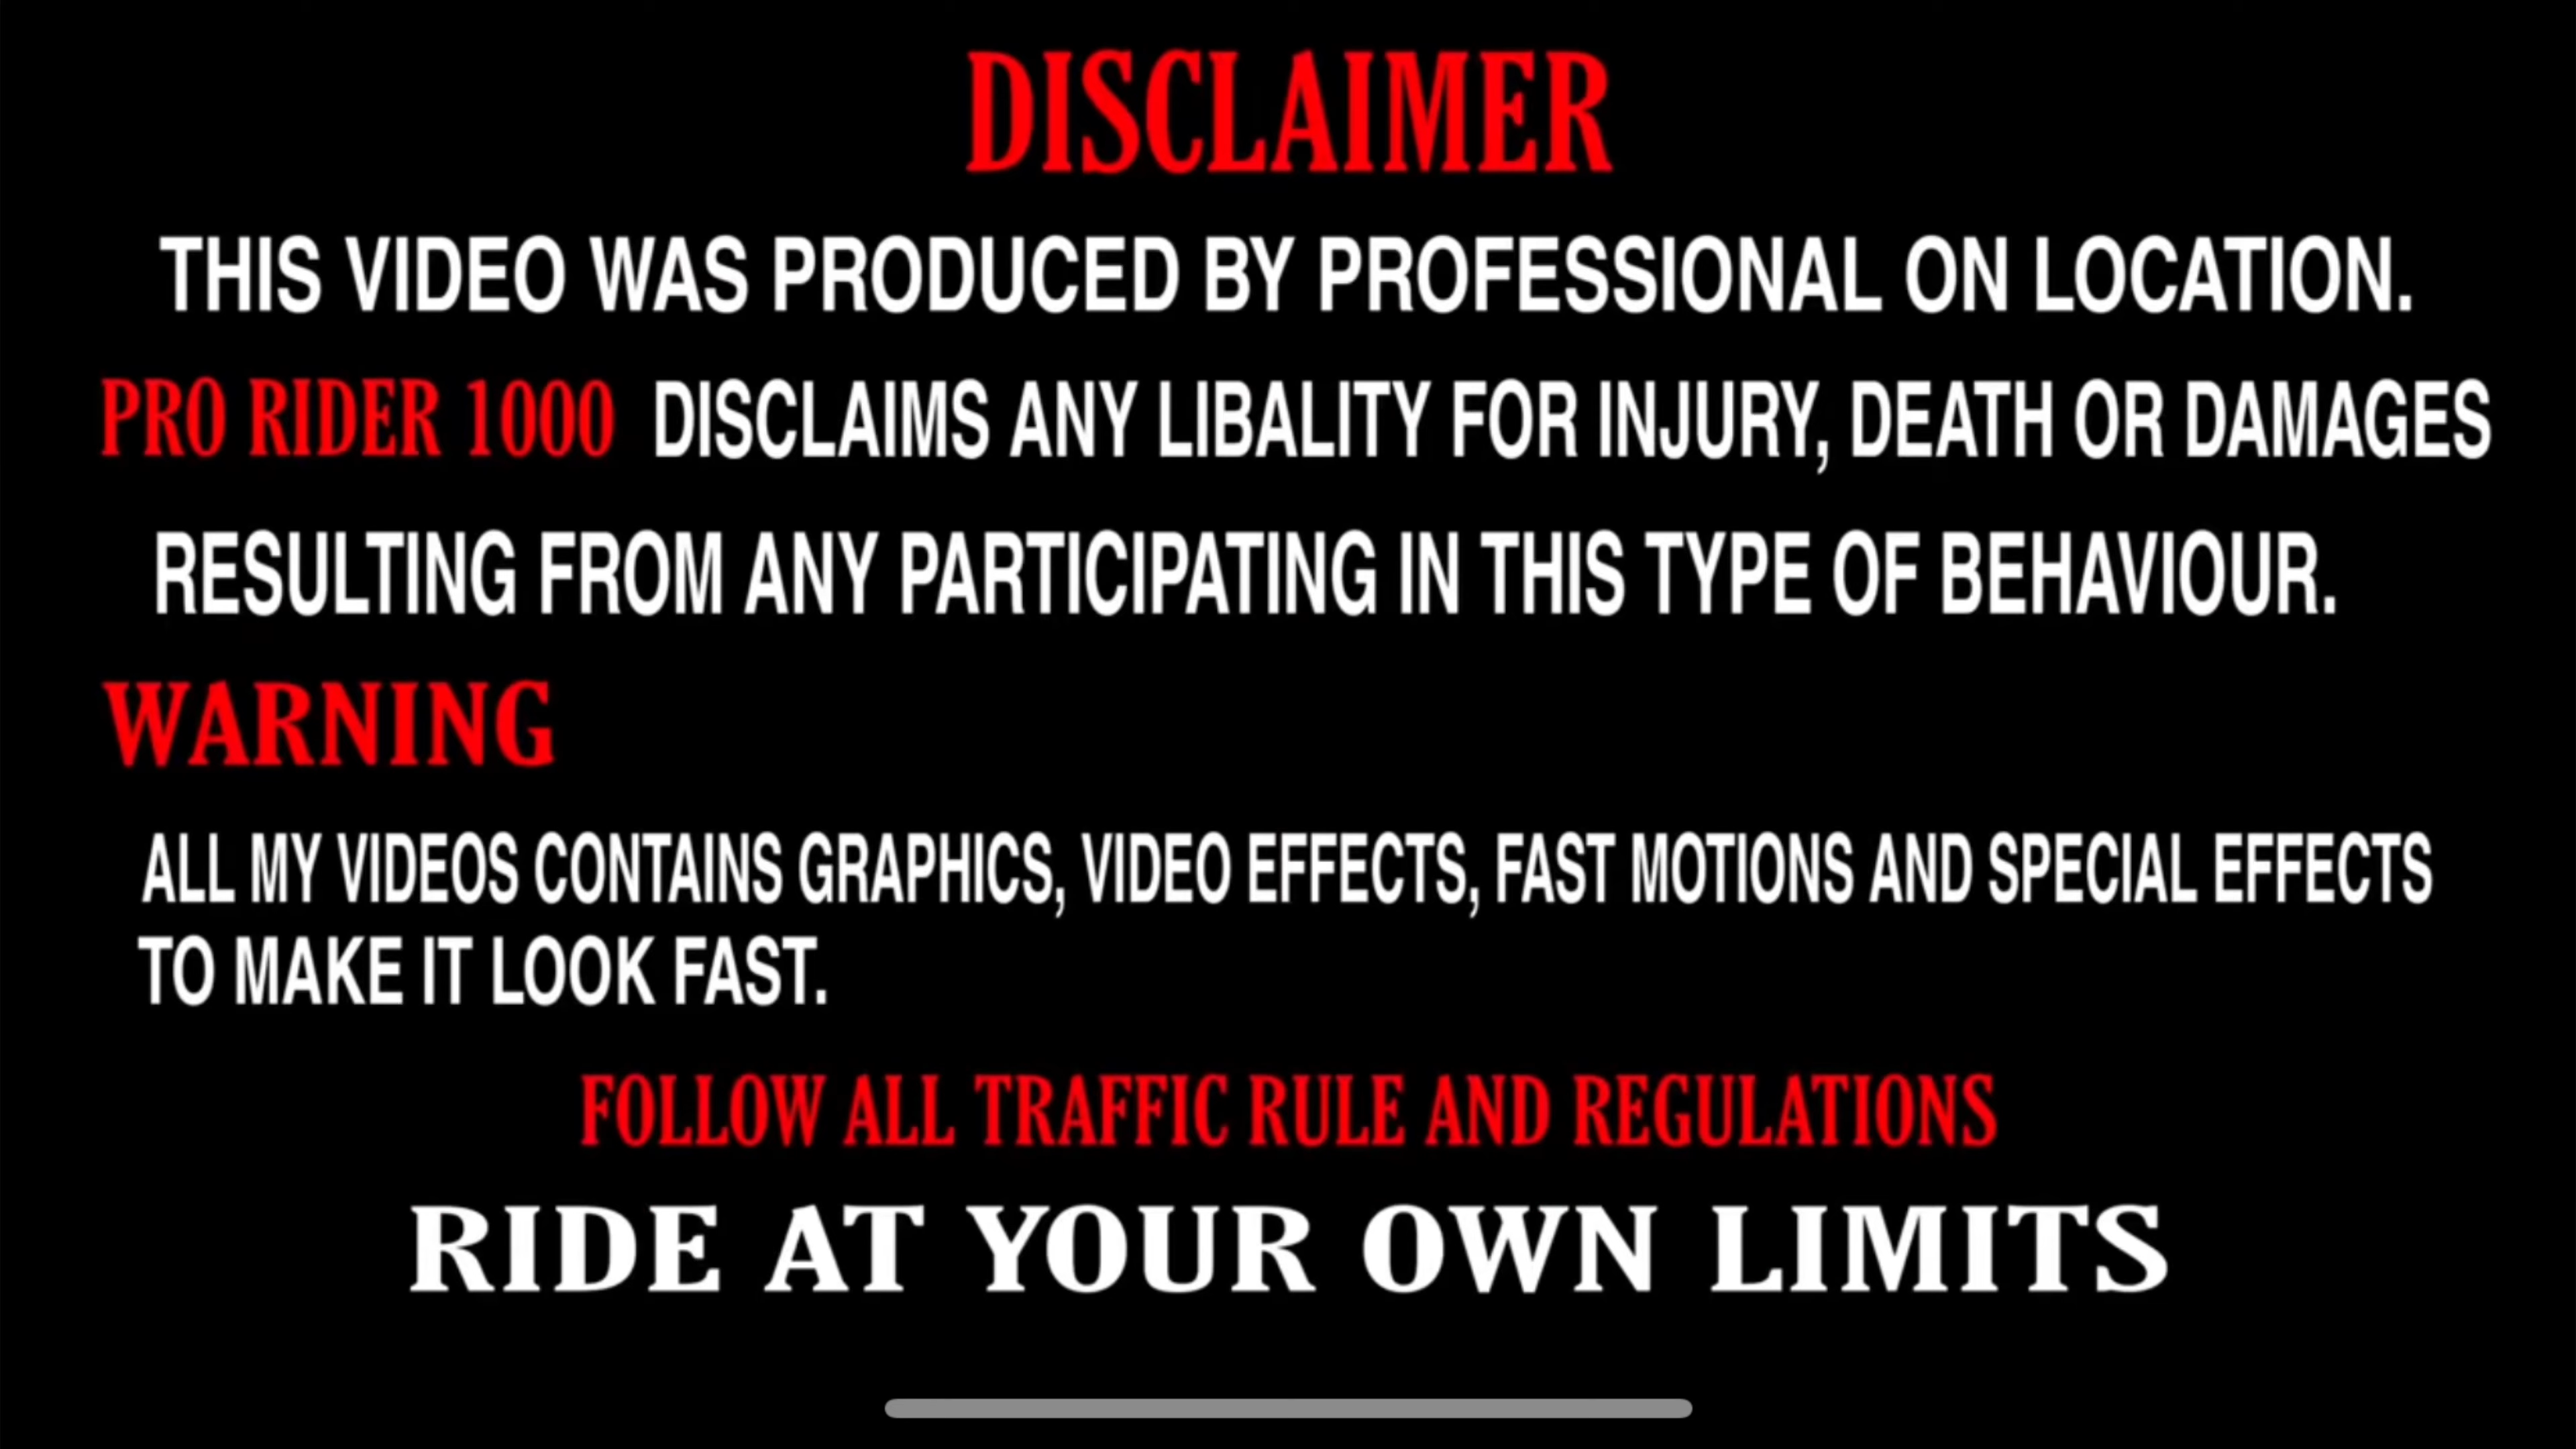 DISCLAIMER
THIS VIDEO WAS PRODUCED BY PROFESSIONAL ON LOCATION.
PRO RIDER 1000 DISCLAIMS ANY LIBALITY FOR INJURY, DEATH OR DAMAGES
RESULTING FROM ANY PARTICIPATING IN THIS TYPE OF BEHAVIOUR.
WARNING
ALL MY VIDEOS CONTAINS GRAPHICS, VIDEO EFFECTS, FAST MOTIONS AND SPECIAL EFFECTS
TO MAKE IT LOOK FAST.
FOLLOW ALL TRAFFIC RULE AND REGULATIONS
RIDE AT YOUR OWN LIMITS